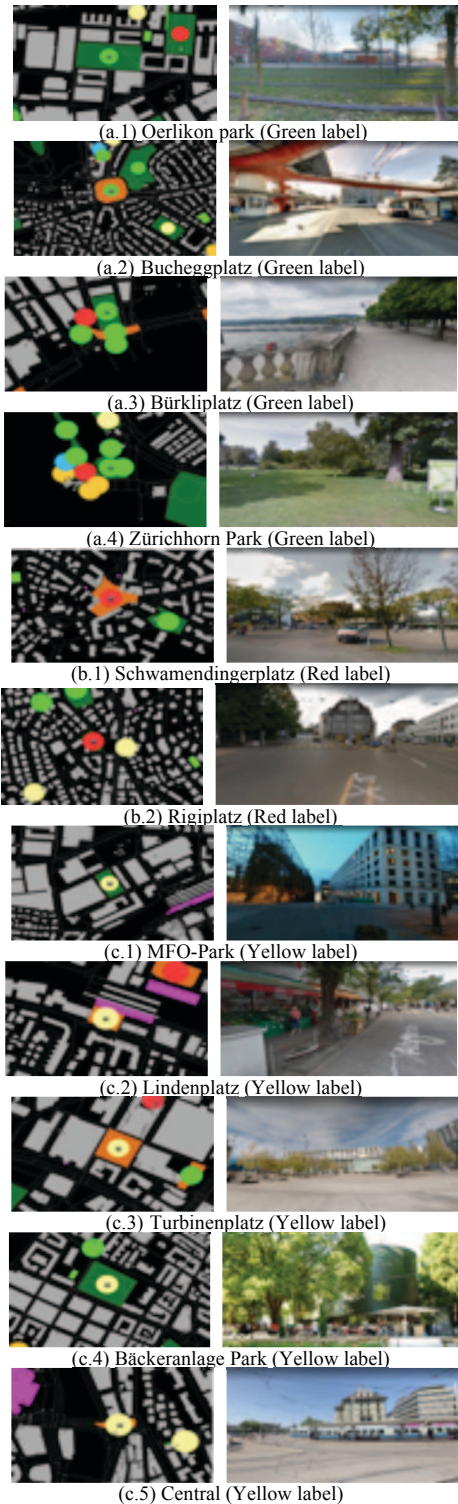 (a.1) Oerlikon park (Green label)
(a.2) Bucheggplatz (Green label)
(a.3) Bürkliplatz (Green label)
(a.4) Zürichhorn Park (Green label)
(b.1) Schwamendingerplatz (Red label)
(b.2) Rigiplatz (Red label)
(c.1) MFO-Park (Yellow label)
(c.2) Lindenplatz (Yellow label)
(c.3) Turbinenplatz (Yellow label)
(c.4) Bäckeranlage Park (Yellow label)
(c.5) Central (Yellow label)